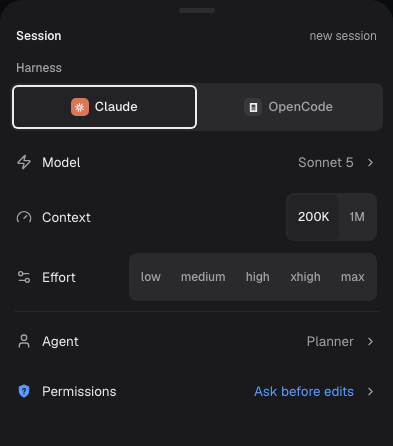 Session new session
Harness
Claude OpenCode
Model Sonnet 5
Context 200K 1M
Effort low medium high xhigh max
Agent Planner
Permissions Ask before edits